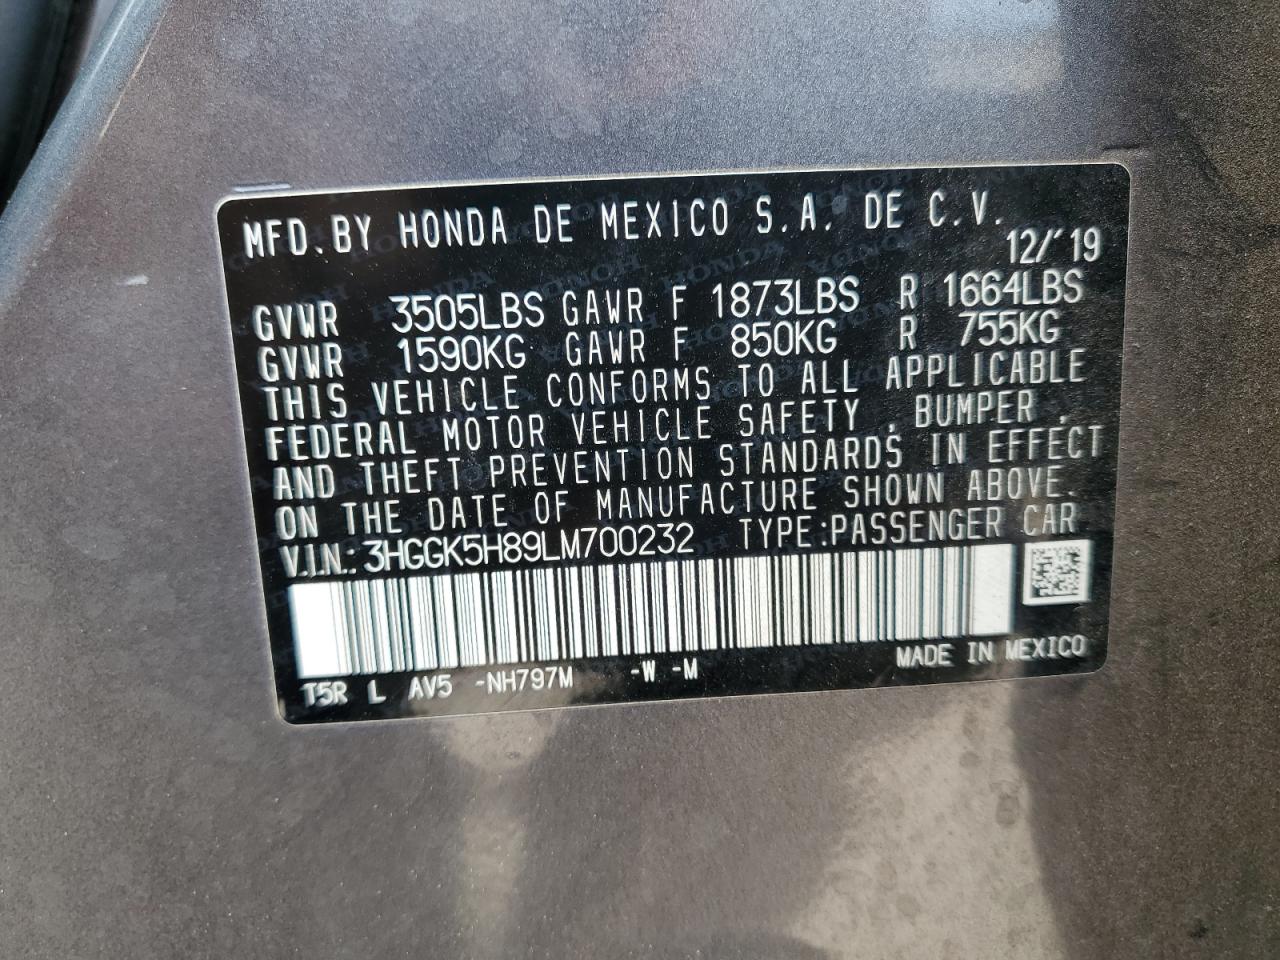 MFD.BY HONDA DE MEXICO S.A. DE C.V.
12/'19
GVWR 3505LBS GAWR F 1873LBS R 1664LBS
GVWR 1590KG GAWR F 850KG R 755KG
THIS VEHICLE CONFORMS TO ALL APPLICABLE
FEDERAL MOTOR VEHICLE SAFETY , BUMPER ,
AND THEFT PREVENTION STANDARDS IN EFFECT
ON THE DATE OF MANUFACTURE SHOWN ABOVE.
V.I.N.: 3HGGK5H89LM700232 TYPE:PASSENGER CAR
MADE IN MEXICO
T5R L AV5 -NH797M -W -M